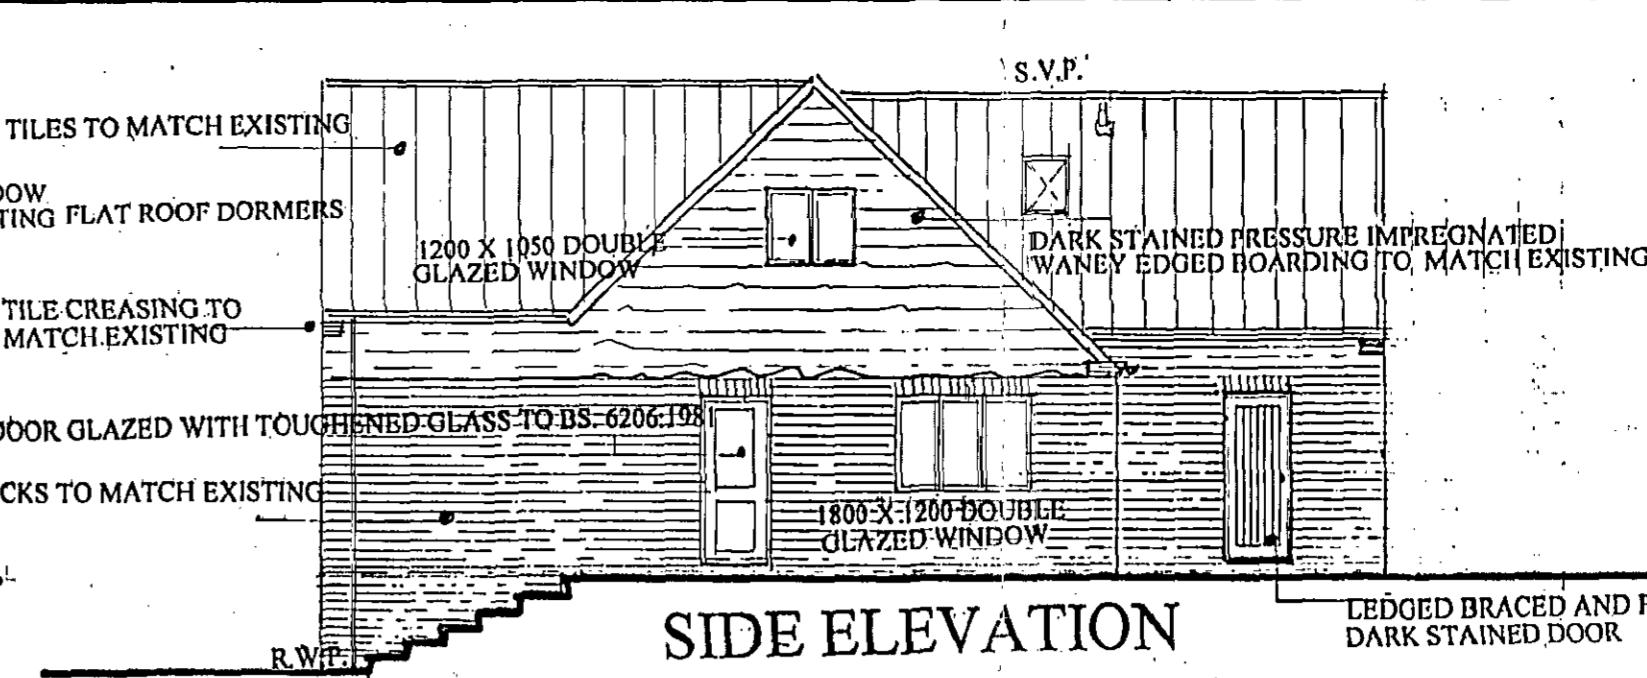 S.V.P.
TILES TO MATCH EXISTING
TING FLAT ROOF DORMERS
1200 X 1050 DOUBLE
GLAZED WINDOW
DARK STAINED PRESSURE IMPREGNATED
WANEY EDGED BOARDING TO MATCH EXISTING
TILE CREASING TO
MATCH EXISTING
DOOR GLAZED WITH TOUGHENED GLASS TO BS. 6206:1981
CKS TO MATCH EXISTING
1800 X 1200 DOUBLE
GLAZED WINDOW
SIDE ELEVATION
LEDGED BRACED AND F
DARK STAINED DOOR
R.W.P.